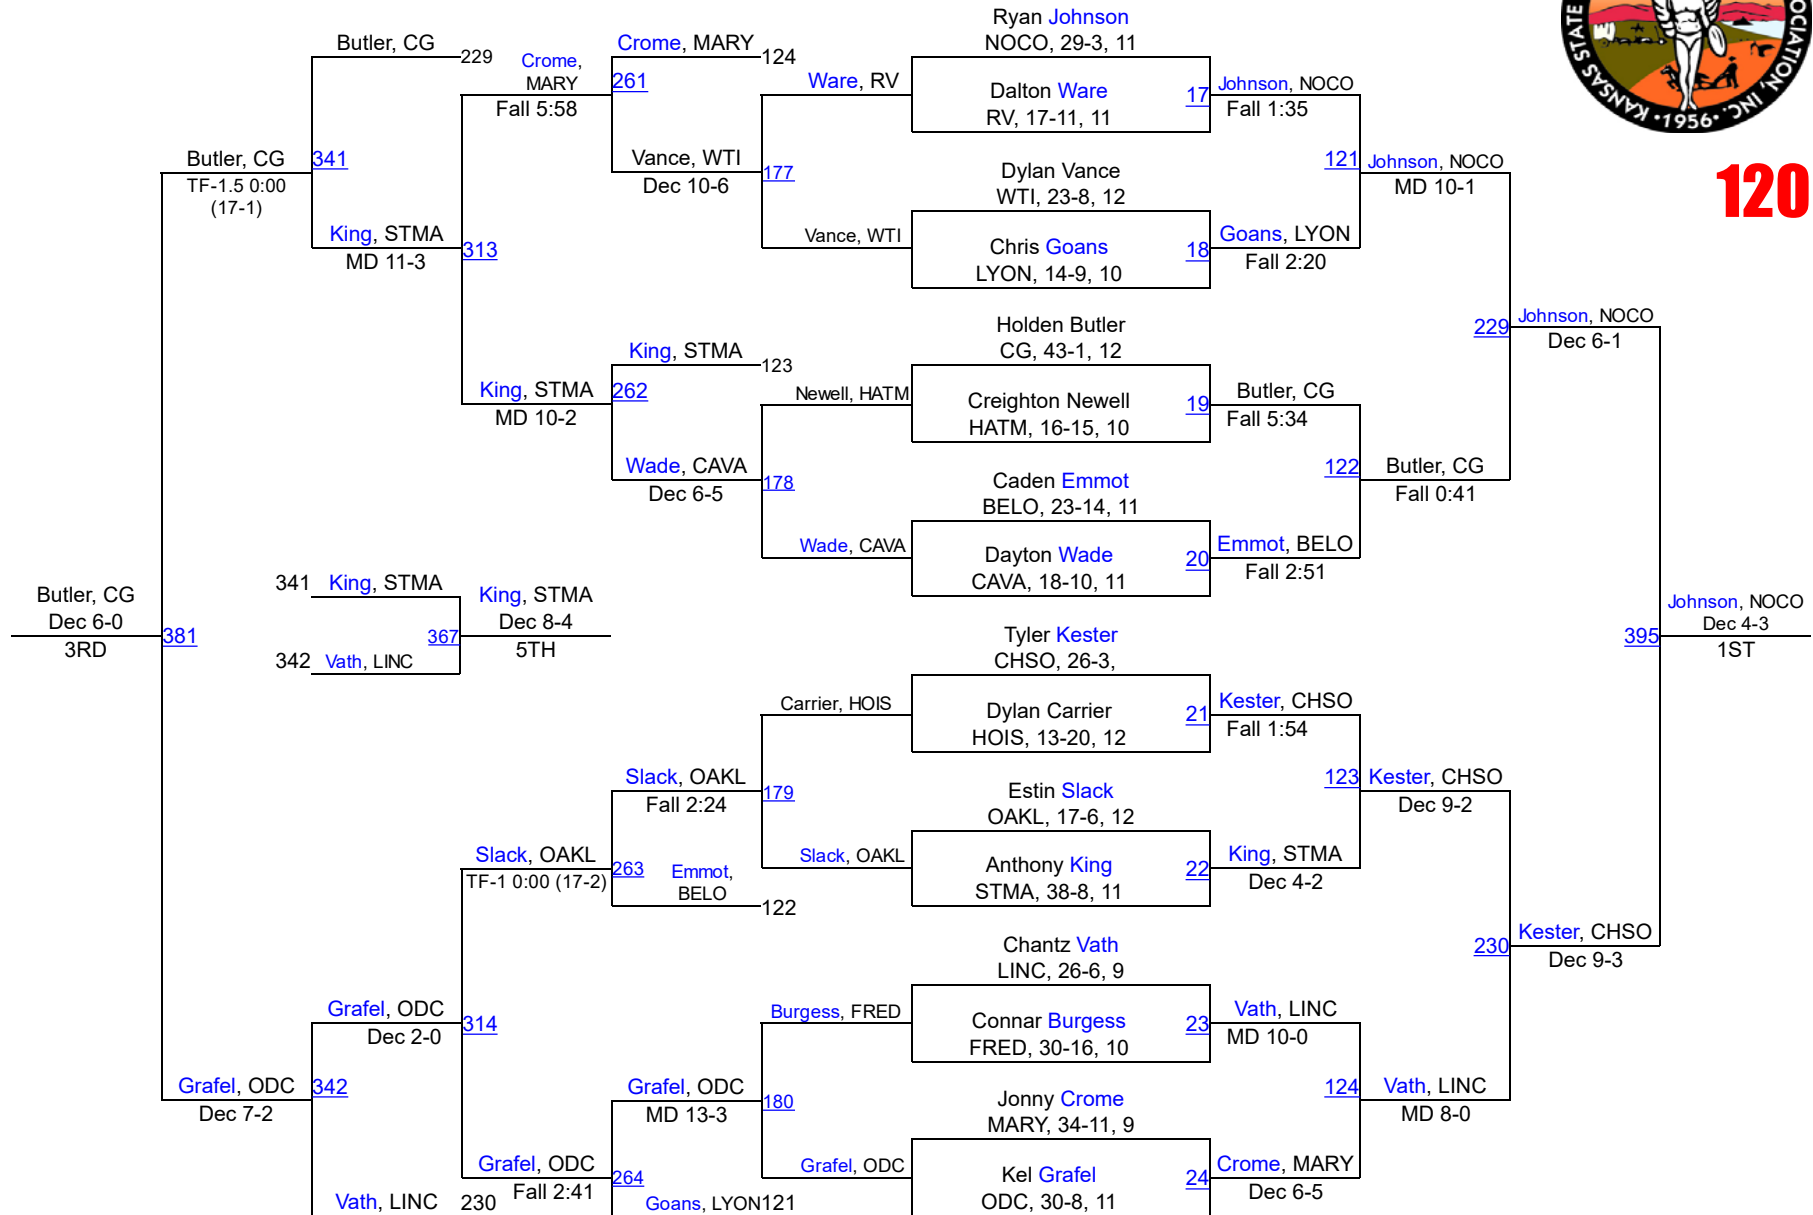 KANSAS STATE
OCIATION, INC.
•1956•
120
Butler, CG
229
Crome,
MARY
Fall 5:58
Crome, MARY
124
261
Ware, RV
Vance, WTI
Dec 10-6
177
Vance, WTI
Butler, CG
TF-1.5 0:00
(17-1)
341
King, STMA
MD 11-3
313
King, STMA
123
King, STMA
MD 10-2
262
Newell, HATM
Wade, CAVA
Dec 6-5
178
Wade, CAVA
Ryan Johnson
NOCO, 29-3, 11
Dalton Ware
RV, 17-11, 11
17
Johnson, NOCO
Fall 1:35
Dylan Vance
WTI, 23-8, 12
Chris Goans
LYON, 14-9, 10
18
Goans, LYON
Fall 2:20
121
Johnson, NOCO
MD 10-1
Holden Butler
CG, 43-1, 12
Creighton Newell
HATM, 16-15, 10
19
Butler, CG
Fall 5:34
Caden Emmot
BELO, 23-14, 11
Dayton Wade
CAVA, 18-10, 11
20
Emmot, BELO
Fall 2:51
122
Butler, CG
Fall 0:41
229
Johnson, NOCO
Dec 6-1
Butler, CG
Dec 6-0
3RD
381
341
King, STMA
342
Vath, LINC
367
King, STMA
Dec 8-4
5TH
395
Johnson, NOCO
Dec 4-3
1ST
Tyler Kester
CHSO, 26-3,
Dylan Carrier
HOIS, 13-20, 12
21
Kester, CHSO
Fall 1:54
Estin Slack
OAKL, 17-6, 12
Anthony King
STMA, 38-8, 11
22
King, STMA
Dec 4-2
123
Kester, CHSO
Dec 9-2
Chantz Vath
LINC, 26-6, 9
Connar Burgess
FRED, 30-16, 10
23
Vath, LINC
MD 10-0
Jonny Crome
MARY, 34-11, 9
Kel Grafel
ODC, 30-8, 11
24
Crome, MARY
Dec 6-5
124
Vath, LINC
MD 8-0
230
Kester, CHSO
Dec 9-3
Carrier, HOIS
Slack, OAKL
Fall 2:24
179
Slack, OAKL
Slack, OAKL
TF-1 0:00 (17-2)
263
Emmot,
BELO
122
Grafel, ODC
Dec 2-0
314
Burgess, FRED
Grafel, ODC
MD 13-3
180
Grafel, ODC
Grafel, ODC
Dec 7-2
342
Grafel, ODC
Fall 2:41
264
Vath, LINC
230
Goans, LYON
121